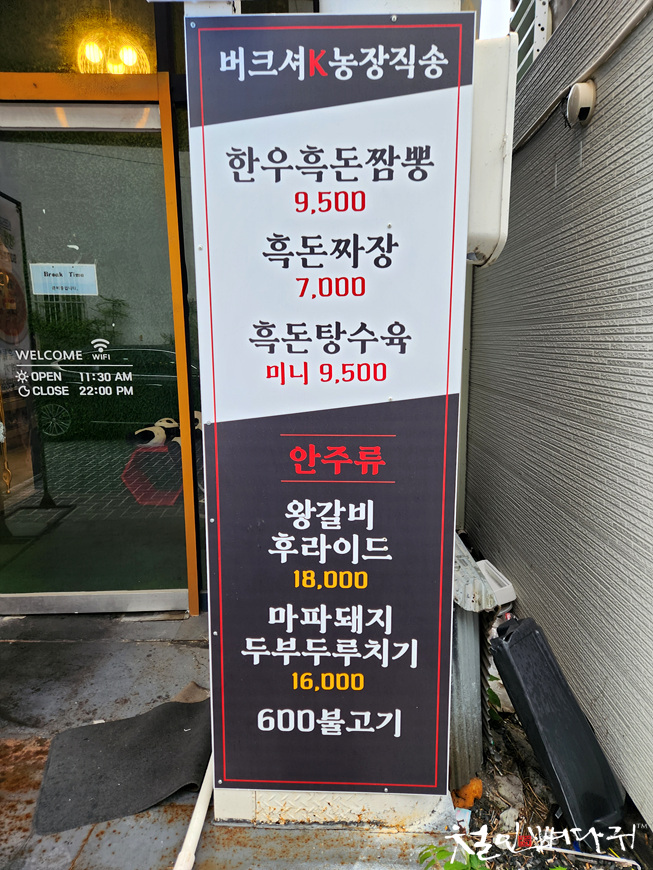 버크셔K농장직송
한우흑돈짬뽕
9,500
흑돈짜장
7,000
흑돈탕수육
미니 9,500
안주류
왕갈비
후라이드
18,000
마파돼지
두부두루치기
16,000
600불고기
Break Time
WELCOME WIFI
OPEN 11:30 AM
CLOSE 22:00 PM